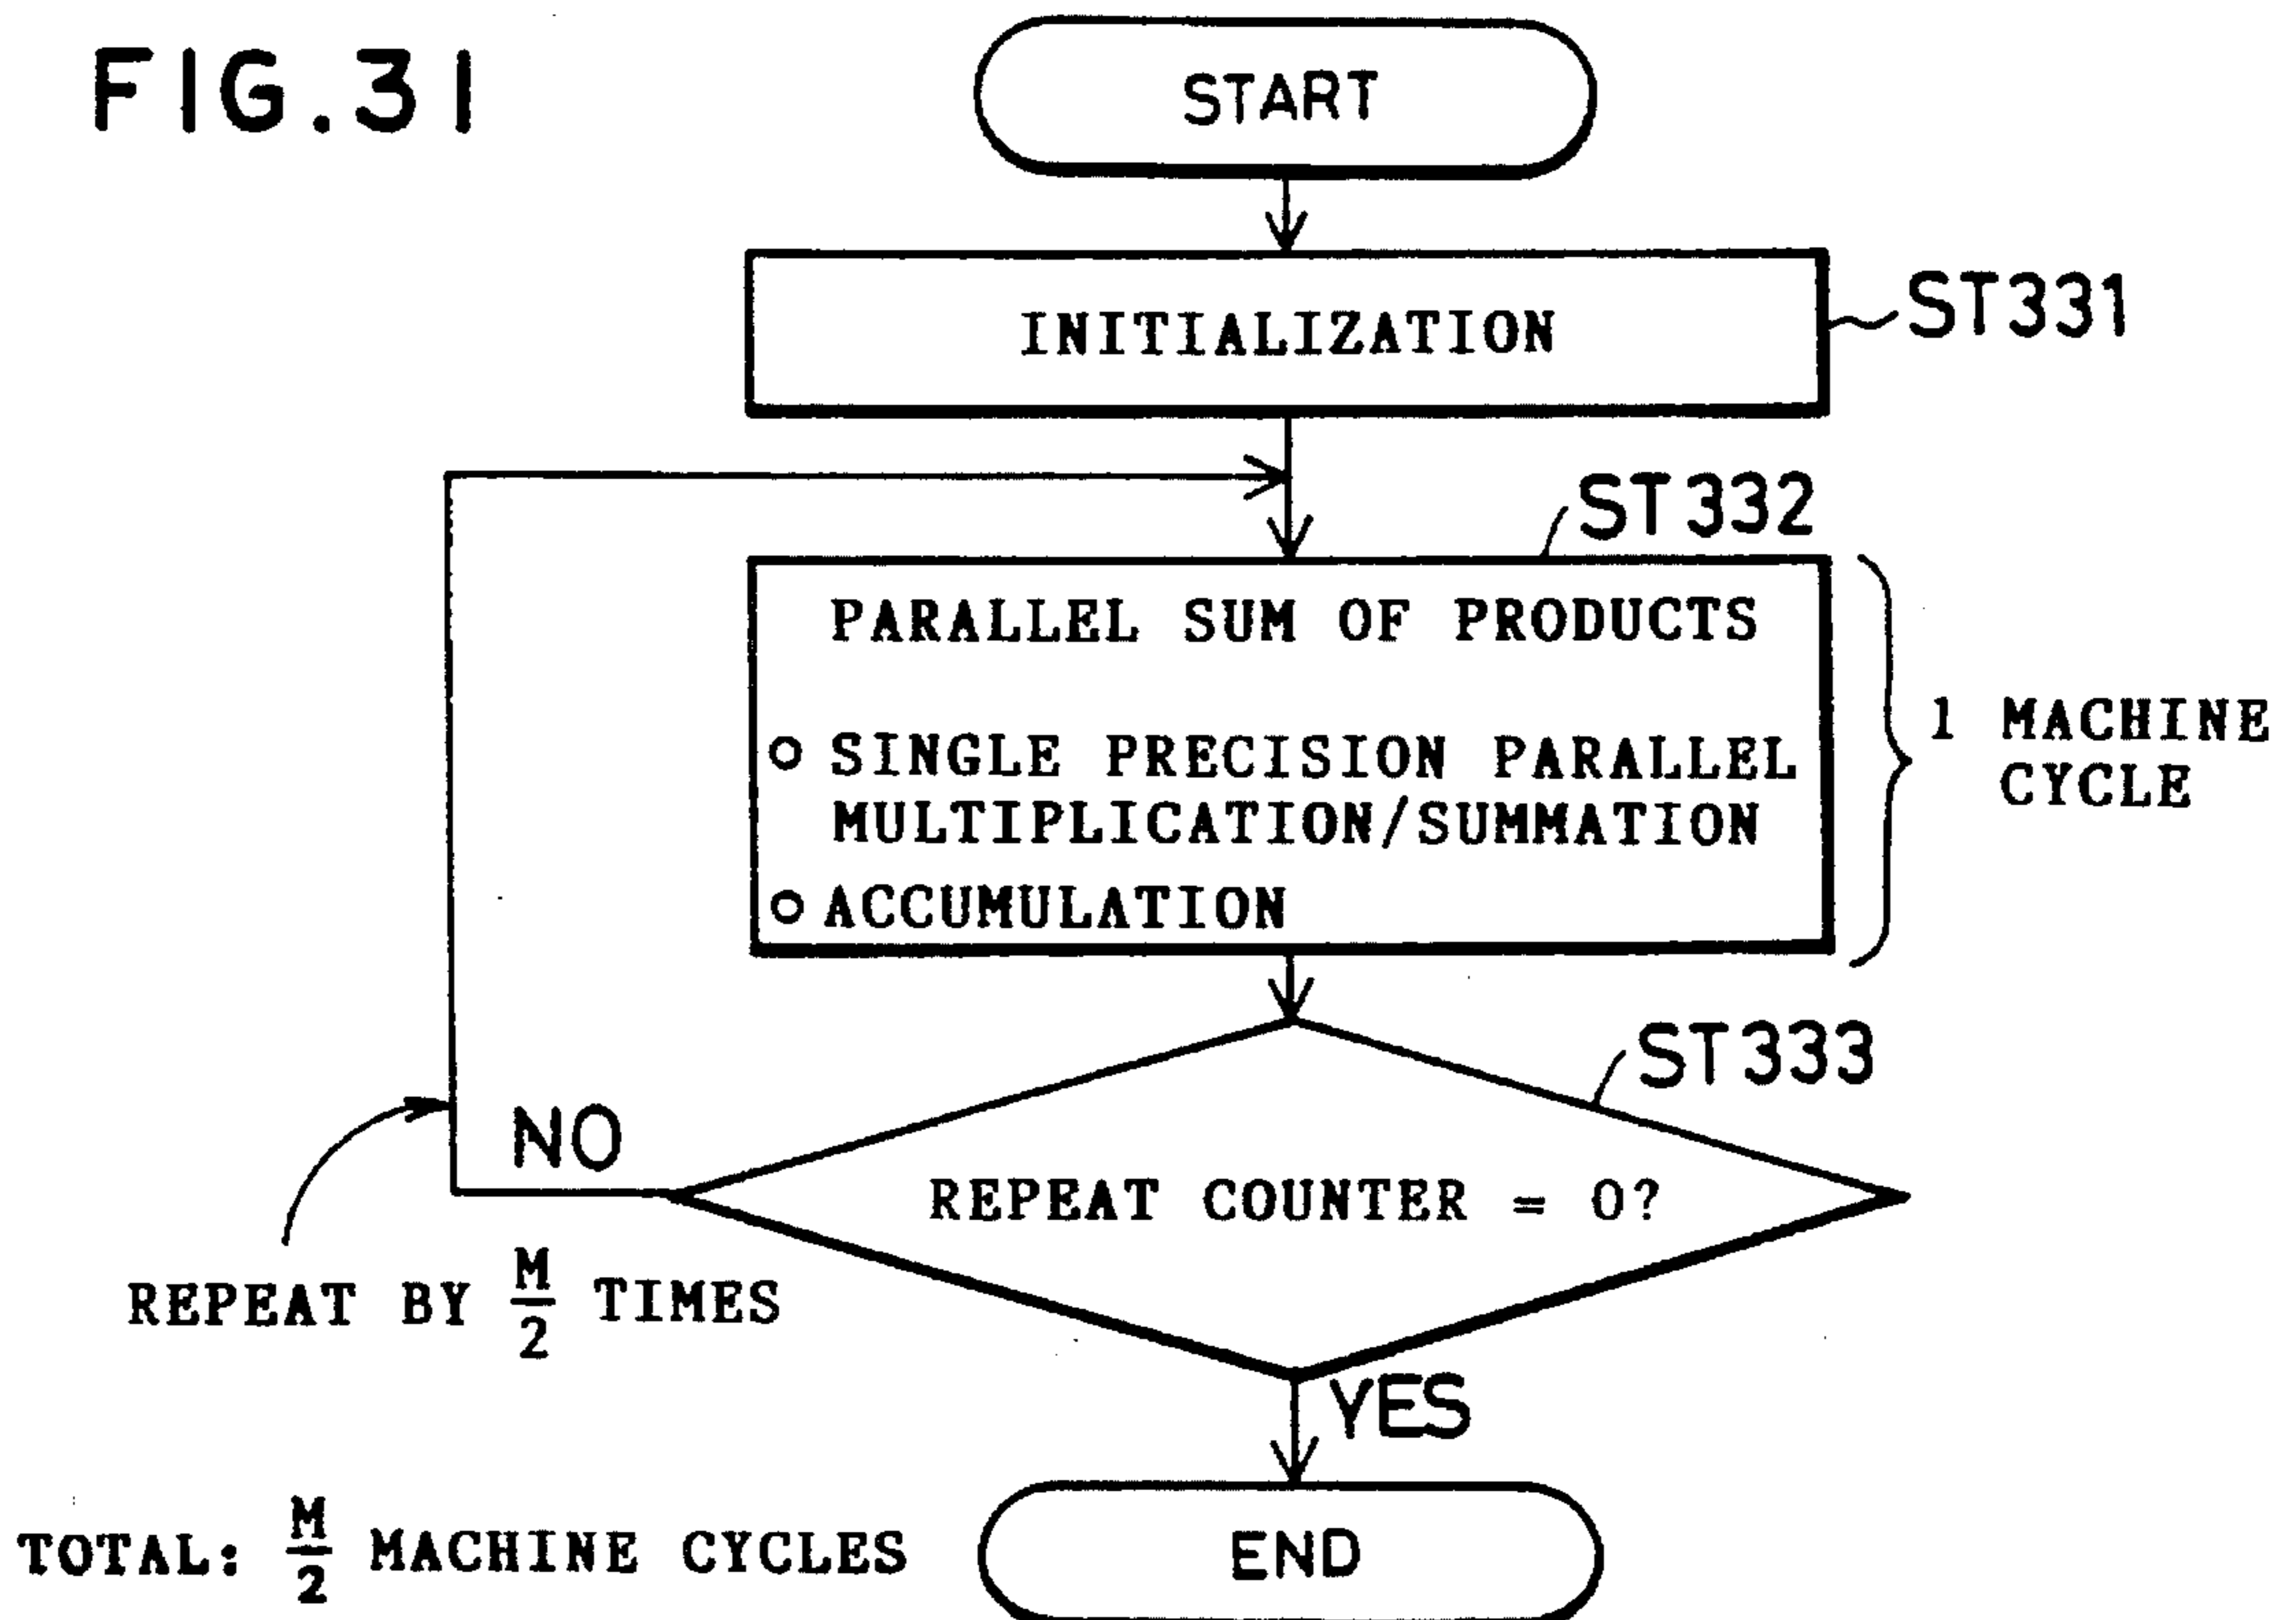 FIG.31
START
INITIALIZATION
ST331
ST332
PARALLEL SUM OF PRODUCTS
○ SINGLE PRECISION PARALLEL
MULTIPLICATION/SUMMATION
○ ACCUMULATION
1 MACHINE
CYCLE
ST333
REPEAT COUNTER = 0?
NO
REPEAT BY M/2 TIMES
YES
END
TOTAL: M/2 MACHINE CYCLES